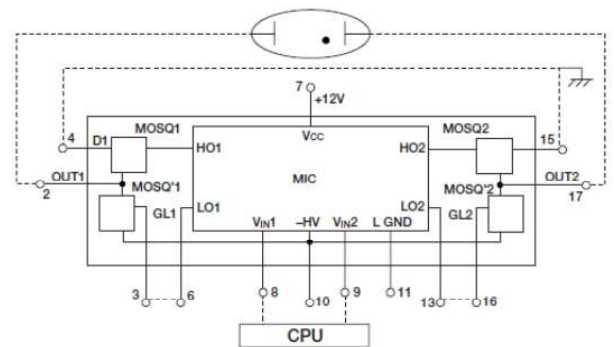 7
+12V
4
D1
MOSQ1
Vcc
MOSQ2
15
HO1
HO2
OUT1
MOSQ'1
MIC
MOSQ'2
OUT2
2
17
GL1
LO1
LO2
GL2
VIN1
–HV
VIN2
L GND
3
6
8
10
9
11
13
16
CPU